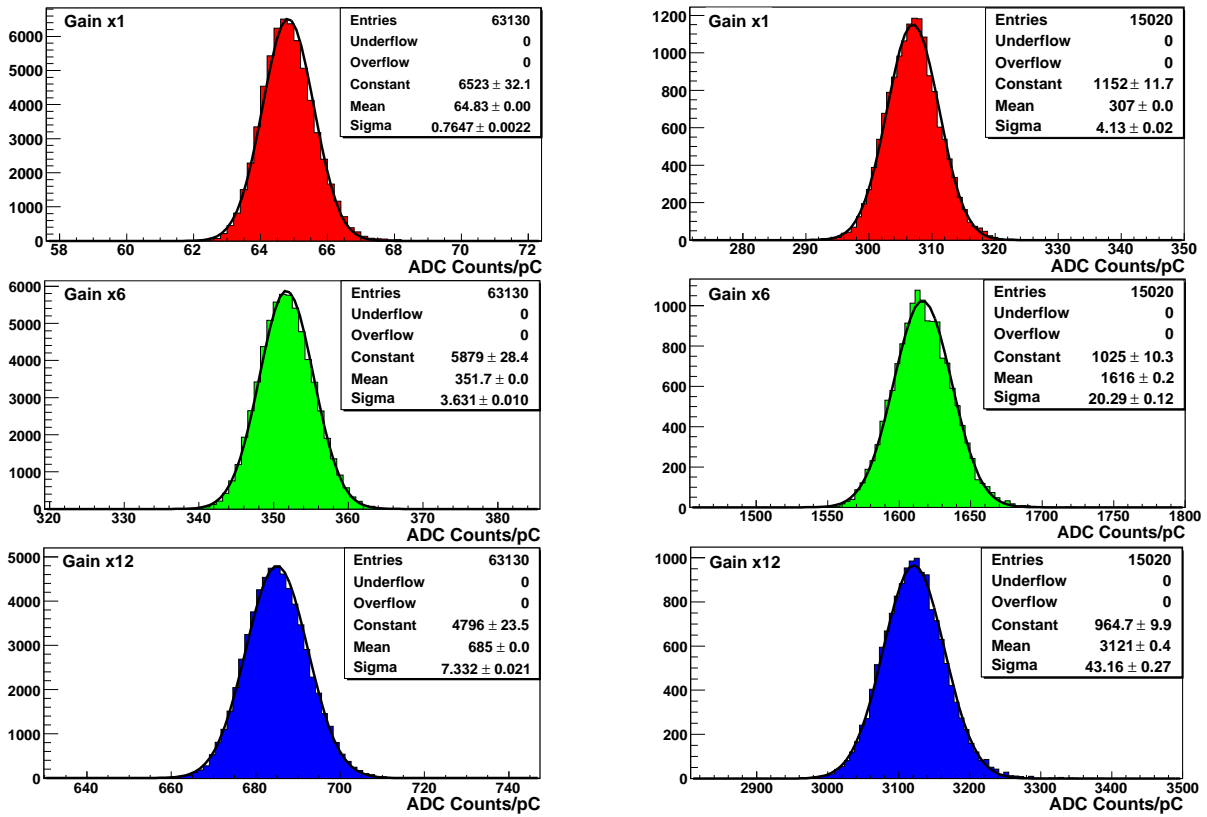 Gain x1
Entries 63130
Underflow 0
Overflow 0
Constant 6523 ± 32.1
Mean 64.83 ± 0.00
Sigma 0.7647 ± 0.0022
6000
5000
4000
3000
2000
1000
0
58 60 62 64 66 68 70 72
ADC Counts/pC
Gain x1
Entries 15020
Underflow 0
Overflow 0
Constant 1152 ± 11.7
Mean 307 ± 0.0
Sigma 4.13 ± 0.02
1200
1000
800
600
400
200
0
280 290 300 310 320 330 340 350
ADC Counts/pC
Gain x6
Entries 63130
Underflow 0
Overflow 0
Constant 5879 ± 28.4
Mean 351.7 ± 0.0
Sigma 3.631 ± 0.010
6000
5000
4000
3000
2000
1000
0
320 330 340 350 360 370 380
ADC Counts/pC
Gain x6
Entries 15020
Underflow 0
Overflow 0
Constant 1025 ± 10.3
Mean 1616 ± 0.2
Sigma 20.29 ± 0.12
1000
800
600
400
200
0
1500 1550 1600 1650 1700 1750 1800
ADC Counts/pC
Gain x12
Entries 63130
Underflow 0
Overflow 0
Constant 4796 ± 23.5
Mean 685 ± 0.0
Sigma 7.332 ± 0.021
5000
4000
3000
2000
1000
0
640 660 680 700 720 740
ADC Counts/pC
Gain x12
Entries 15020
Underflow 0
Overflow 0
Constant 964.7 ± 9.9
Mean 3121 ± 0.4
Sigma 43.16 ± 0.27
1000
800
600
400
200
0
2900 3000 3100 3200 3300 3400 3500
ADC Counts/pC